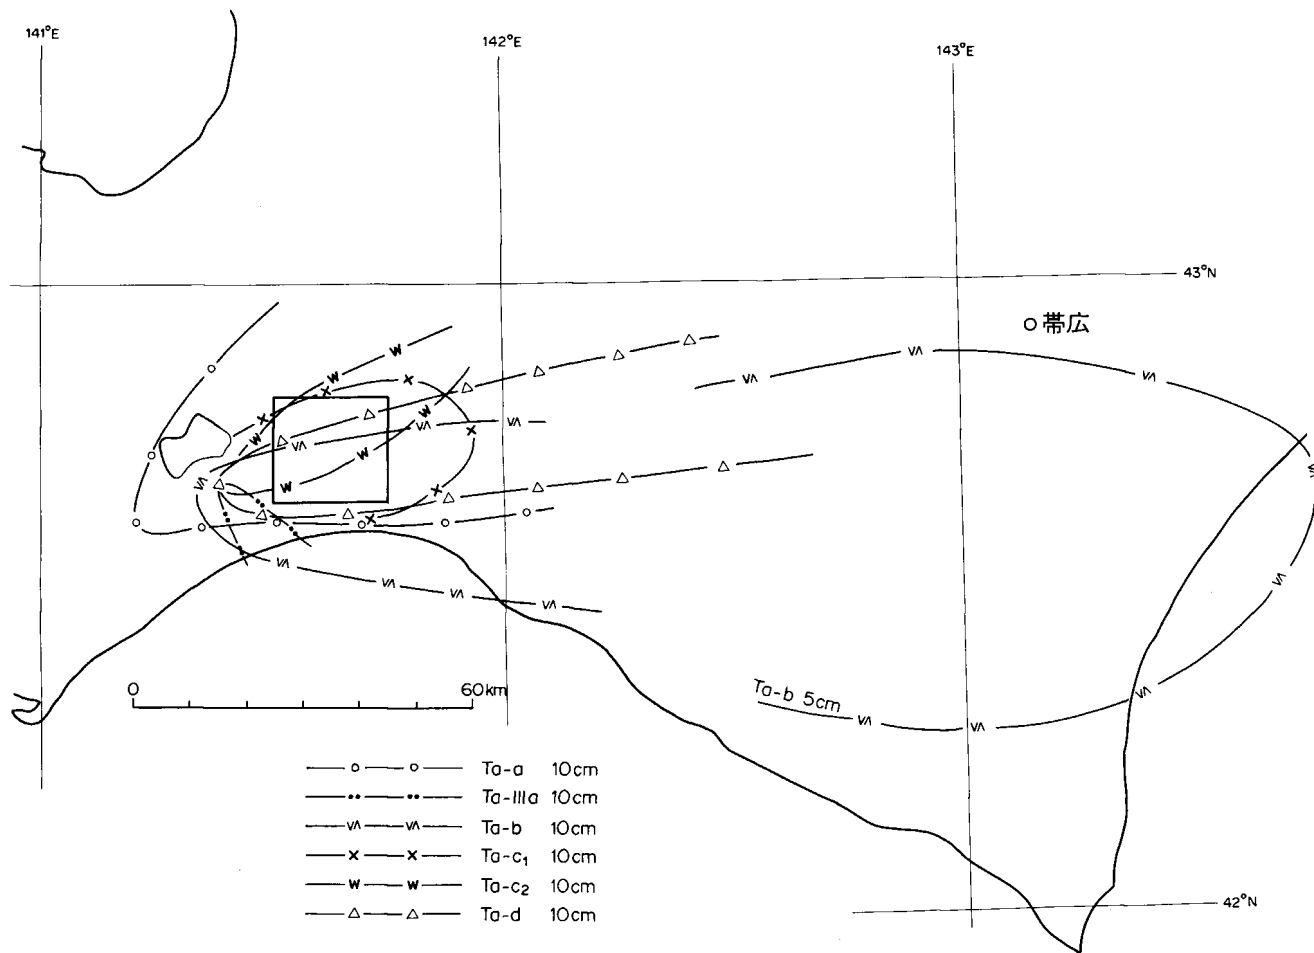 141°E
142°E
143°E
43°N
帯広
Ta-b 5cm
0 60km
Ta-a 10cm
Ta-IIIa 10cm
Ta-b 10cm
Ta-c₁ 10cm
Ta-c₂ 10cm
Ta-d 10cm
42°N